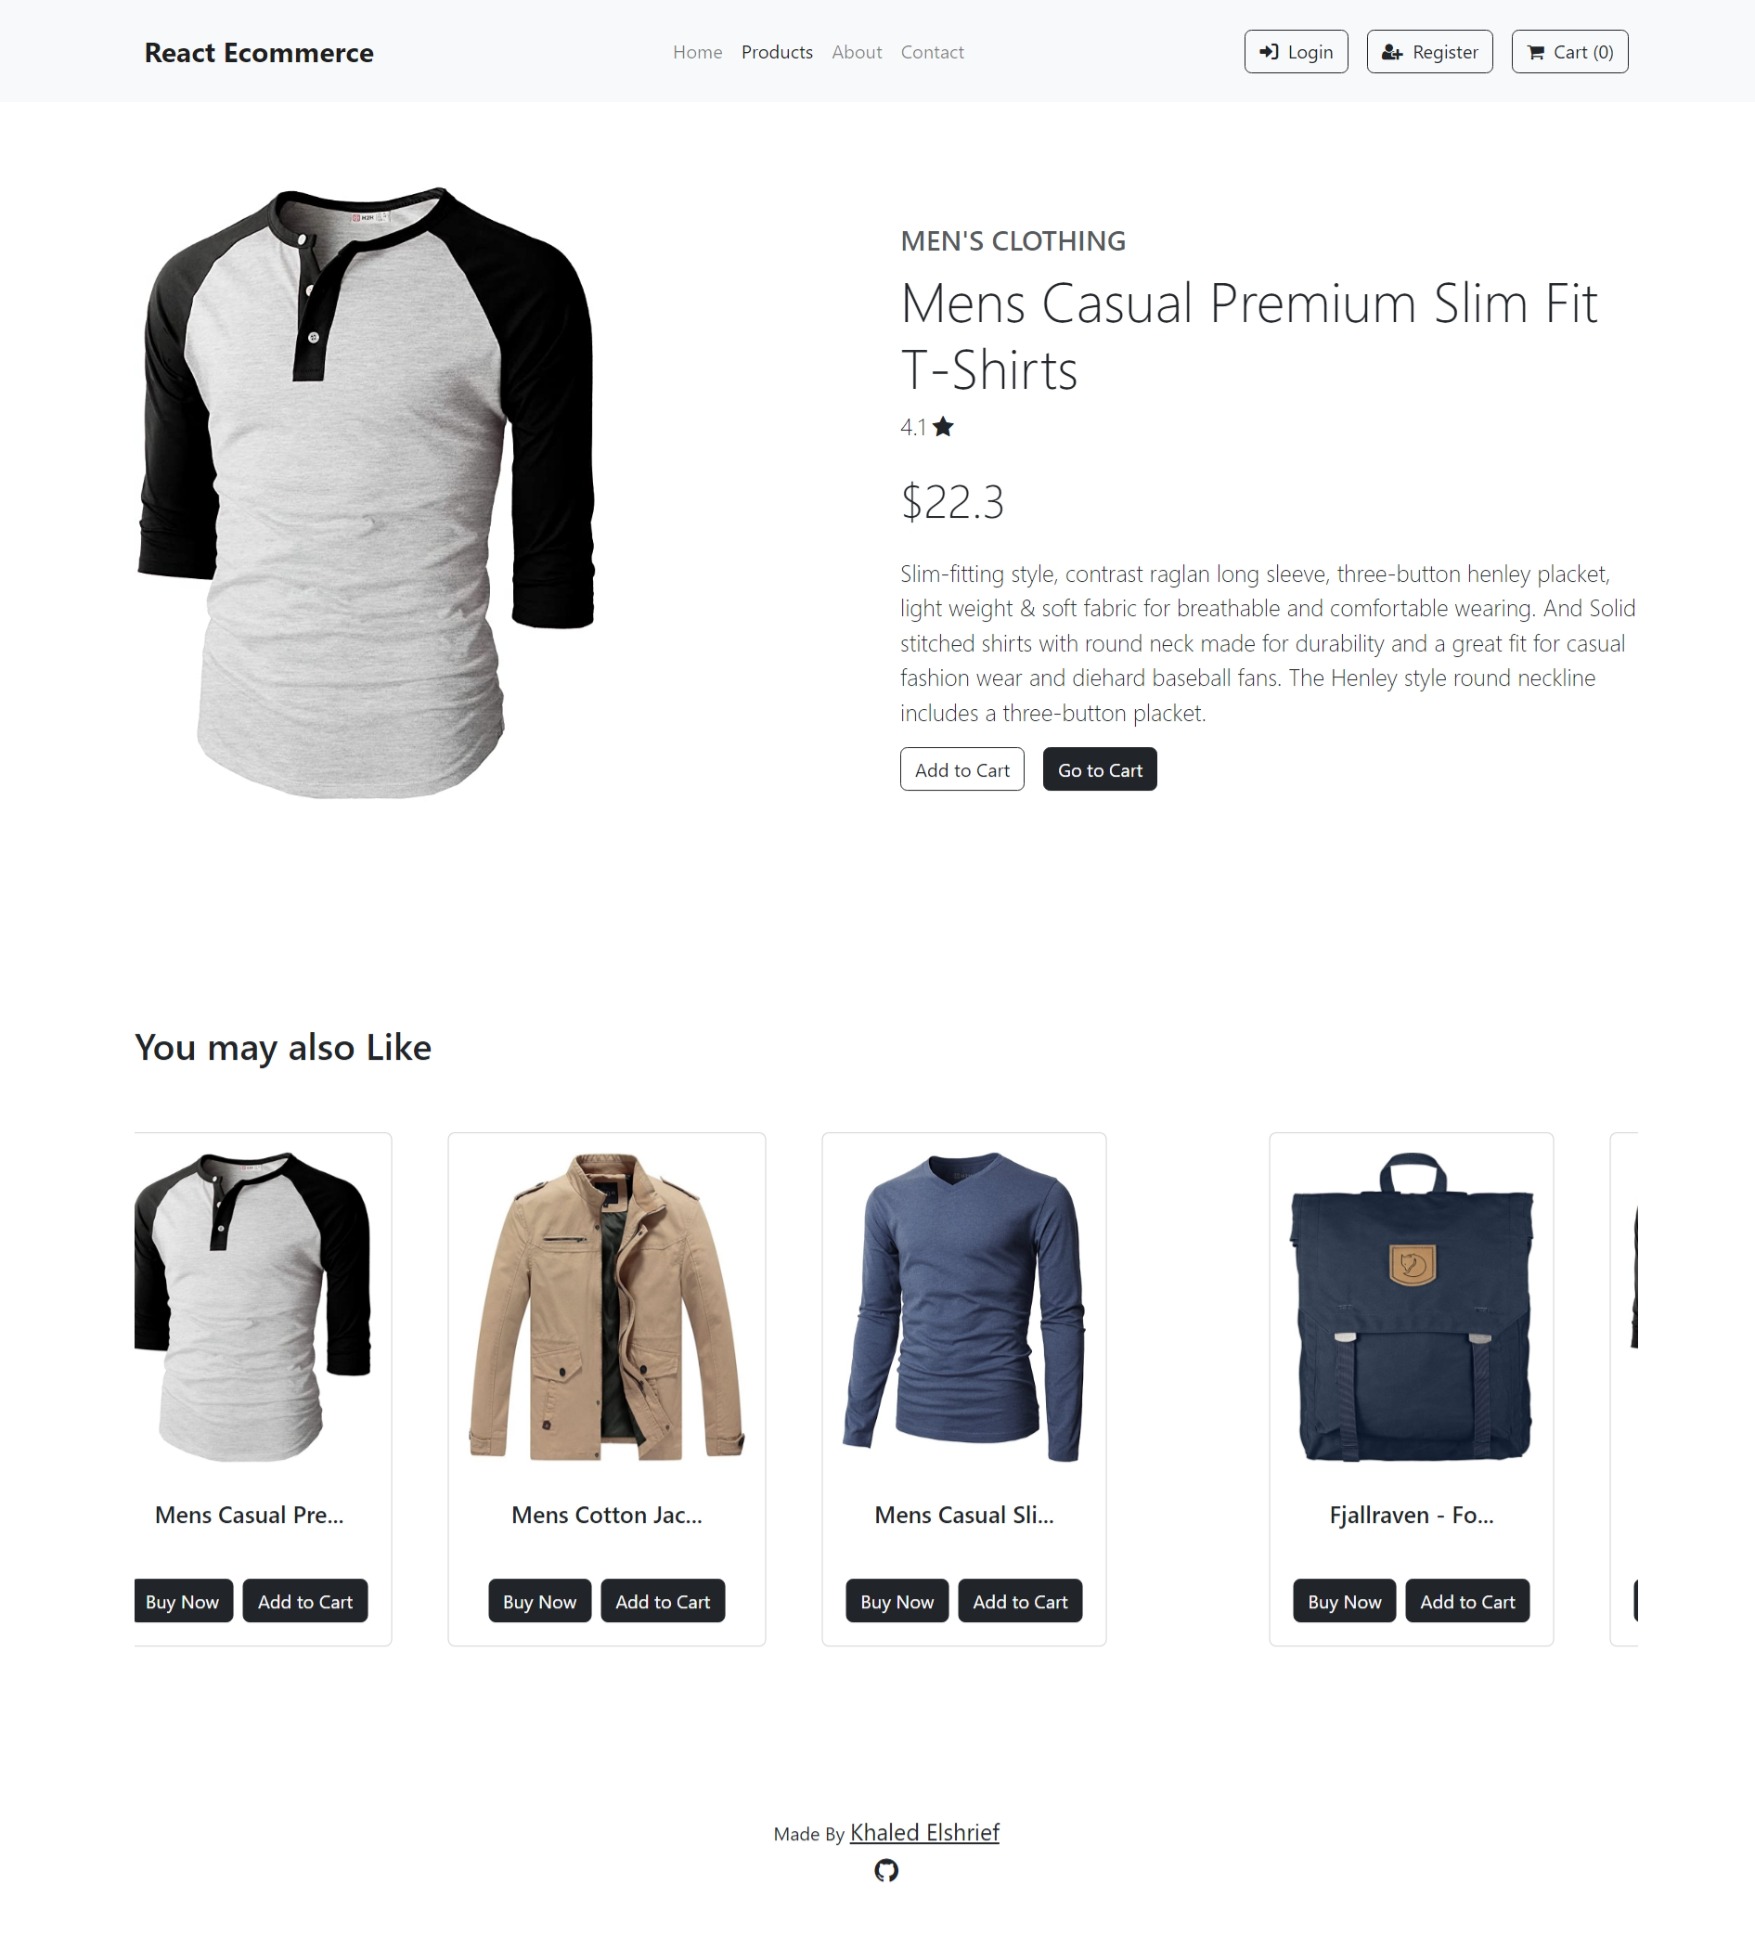 React Ecommerce
Home Products About Contact
Login Register Cart (0)
MEN'S CLOTHING
Mens Casual Premium Slim Fit
T-Shirts
4.1
$22.3
Slim-fitting style, contrast raglan long sleeve, three-button henley placket,
light weight & soft fabric for breathable and comfortable wearing. And Solid
stitched shirts with round neck made for durability and a great fit for casual
fashion wear and diehard baseball fans. The Henley style round neckline
includes a three-button placket.
Add to Cart Go to Cart
You may also Like
Mens Casual Pre...
Buy Now Add to Cart
Mens Cotton Jac...
Buy Now Add to Cart
Mens Casual Sli...
Buy Now Add to Cart
Fjallraven - Fo...
Buy Now Add to Cart
Made By Khaled Elshrief